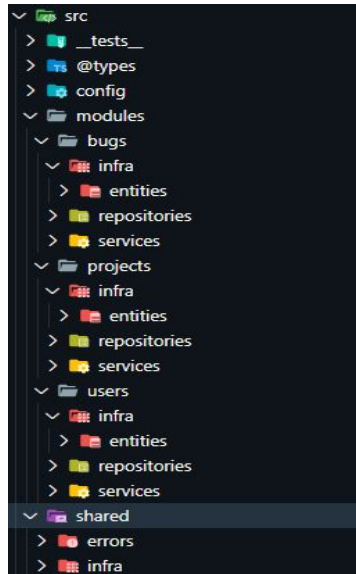 src
__tests__
@types
config
modules
bugs
infra
entities
repositories
services
projects
infra
entities
repositories
services
users
infra
entities
repositories
services
shared
errors
infra